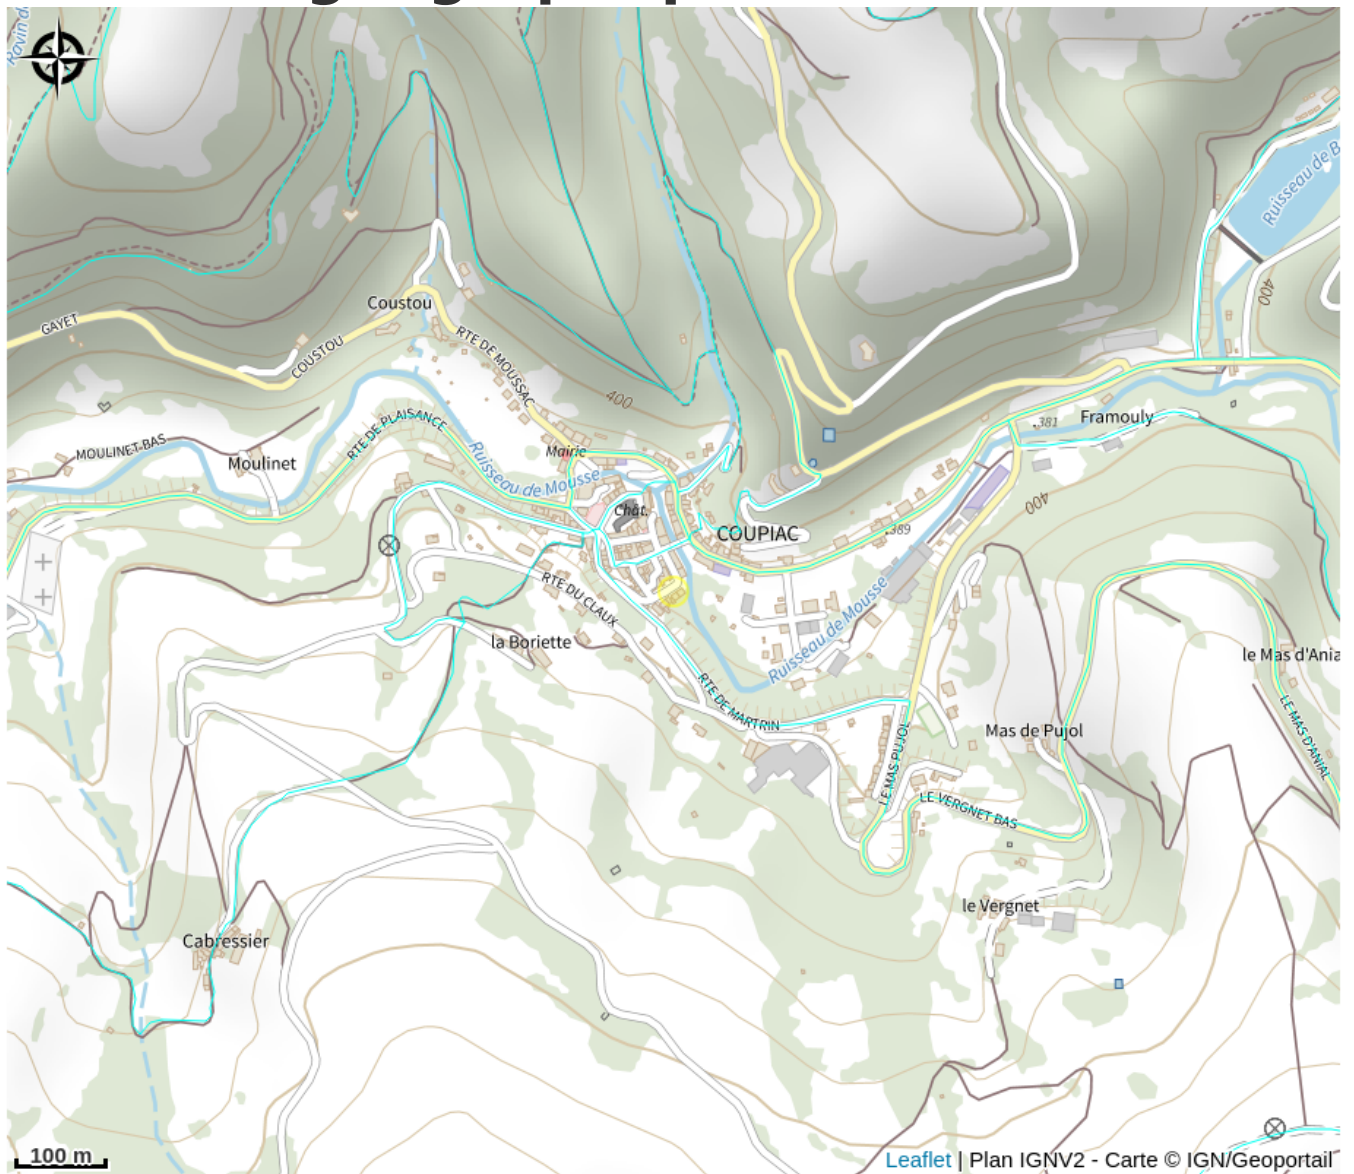 Ruisseau de B
400
Coustou
GAYET
COUSTOU
RTE DE MOUSSAC
400
RTE DE PLAISANCE
381
Framouly
MOULINET-BAS
Moulinet
Mairie
Ruisseau de Mousse
Chât.
400
COUPIAC
389
RTE DU CLAUX
Ruisseau de Mousse
la Boriette
le Mas d'Ania
RTE DE MARTRIN
Mas de Pujol
LE MAS D'ANIAL
LE MAS PUJOL
LE VERGNET BAS
le Vergnet
Cabressier
100 m
Leaflet | Plan IGNV2 - Carte © IGN/Geoportail